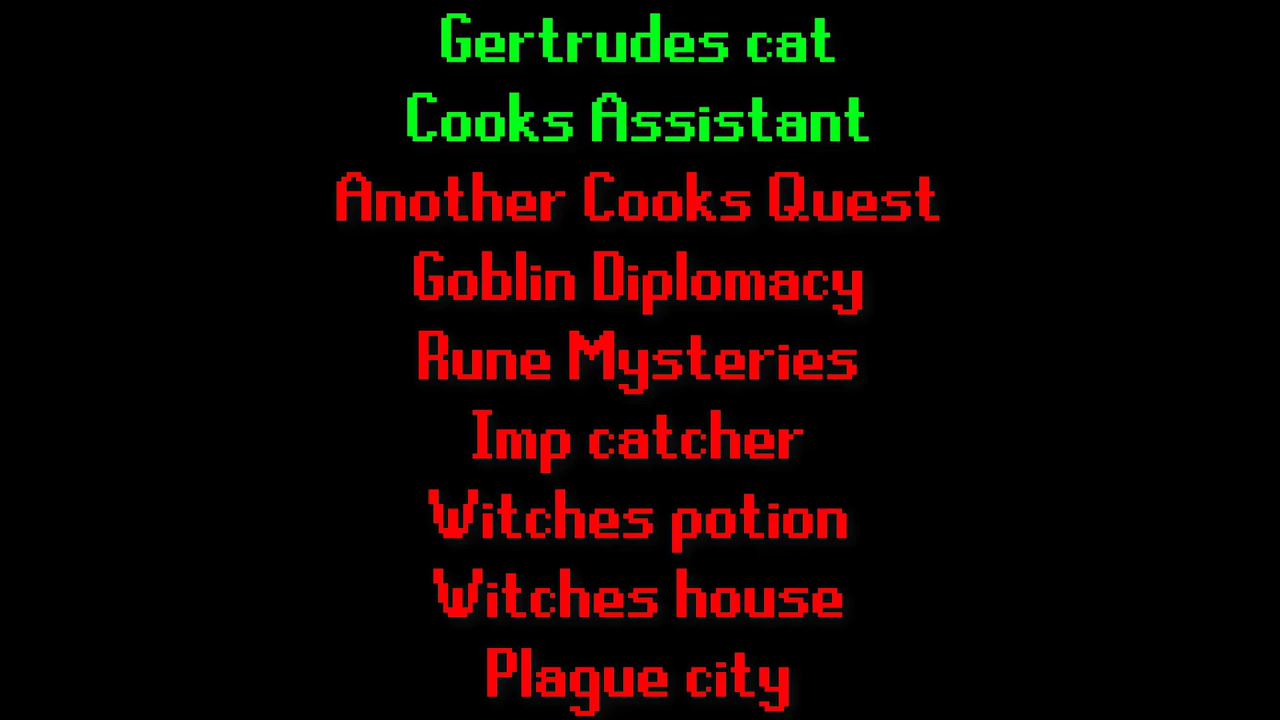 Gertrudes cat
Cooks Assistant
Another Cooks Quest
Goblin Diplomacy
Rune Mysteries
Imp catcher
Witches potion
Witches house
Plague city